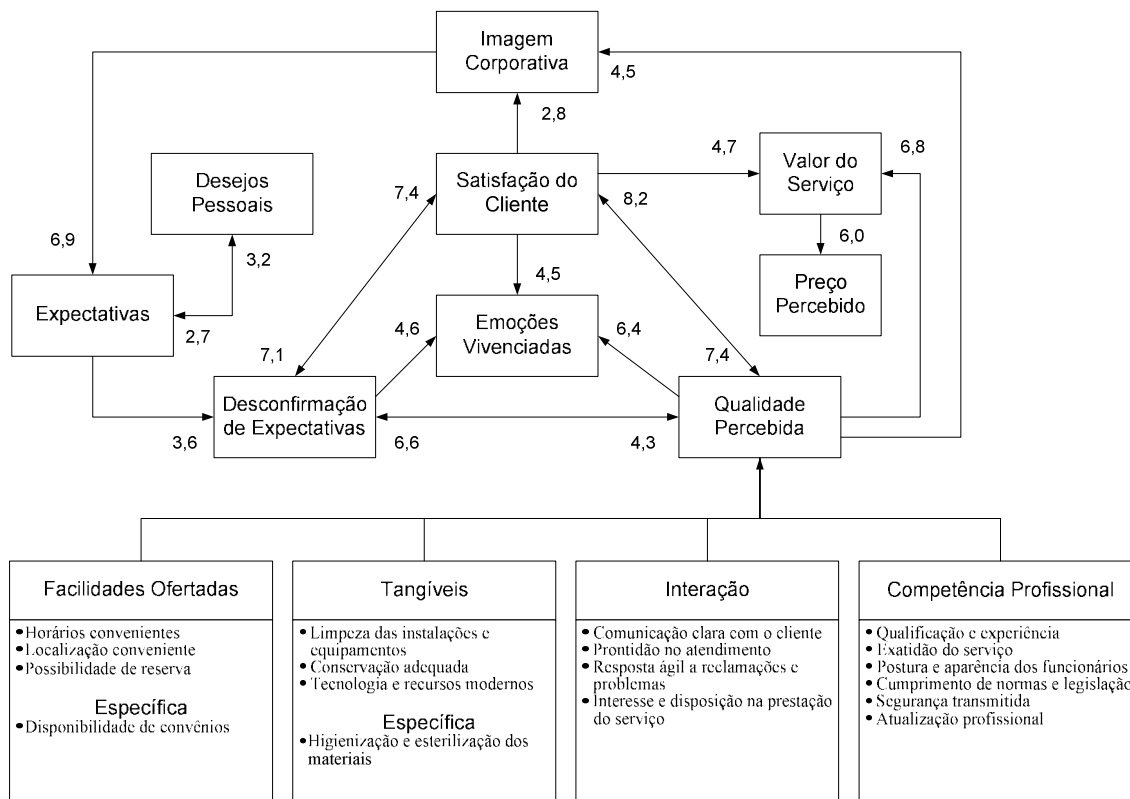 Imagem
Corporativa
4,5
2,8
Desejos
Pessoais
7,4
Satisfação do
Cliente
4,7
8,2
Valor do
Serviço
6,8
6,9
3,2
6,0
Expectativas
2,7
4,5
Preço
Percebido
4,6
Emoções
Vivenciadas
6,4
7,1
7,4
Desconfirmação
de Expectativas
Qualidade
Percebida
3,6
6,6
4,3
Facilidades Ofertadas
• Horários convenientes
• Localização conveniente
• Possibilidade de reserva
Específica
• Disponibilidade de convênios
Tangíveis
• Limpeza das instalações e
equipamentos
• Conservação adequada
• Tecnologia e recursos modernos
Específica
• Higienização e esterilização dos
materiais
Interação
• Comunicação clara com o cliente
• Prontidão no atendimento
• Resposta ágil a reclamações e
problemas
• Interesse e disposição na prestação
do serviço
Competência Profissional
• Qualificação e experiência
• Exatidão do serviço
• Postura e aparência dos funcionários
• Cumprimento de normas e legislação
• Segurança transmitida
• Atualização profissional